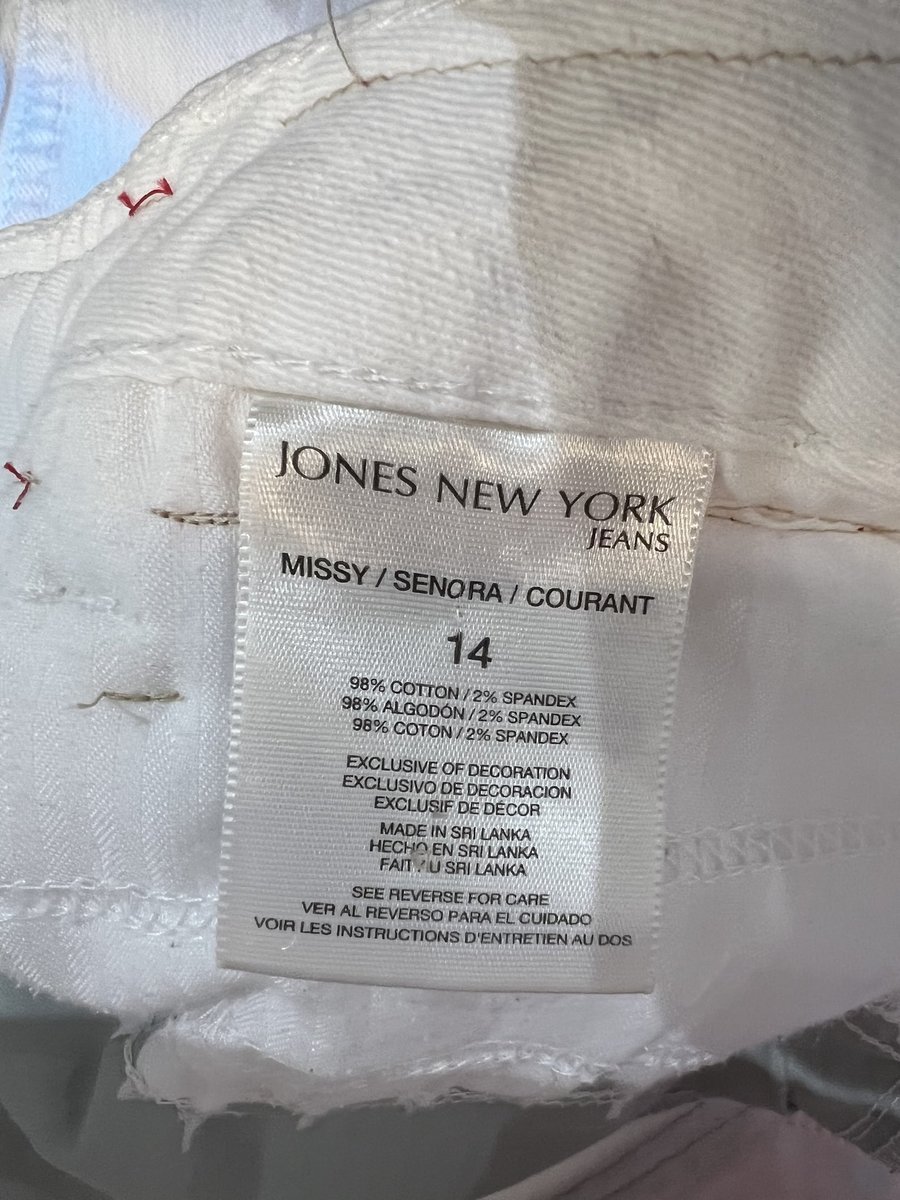 JONES NEW YORK
JEANS
MISSY / SENORA / COURANT
14
98% COTTON / 2% SPANDEX
98% ALGODÓN / 2% SPANDEX
98% COTON / 2% SPANDEX
EXCLUSIVE OF DECORATION
EXCLUSIVO DE DECORACION
EXCLUSIF DE DÉCOR
MADE IN SRI LANKA
HECHO EN SRI LANKA
FAIT AU SRI LANKA
SEE REVERSE FOR CARE
VER AL REVERSO PARA EL CUIDADO
VOIR LES INSTRUCTIONS D'ENTRETIEN AU DOS